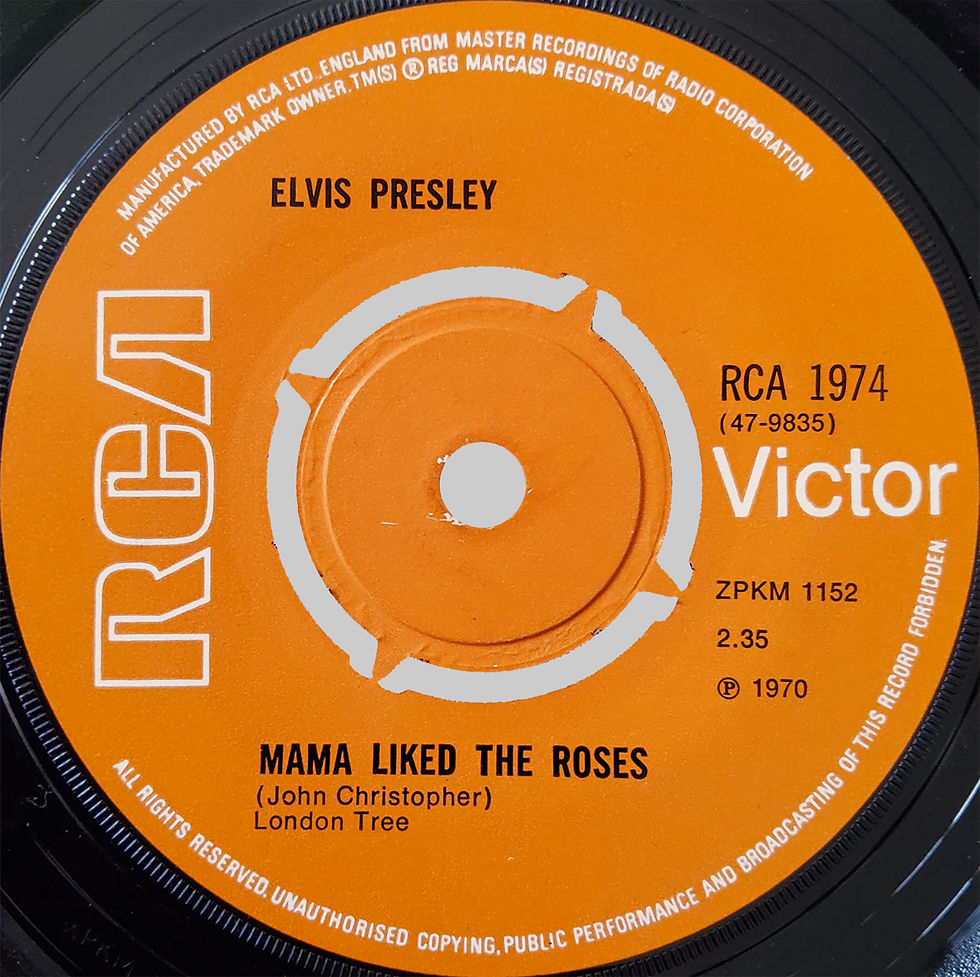 MANUFACTURED BY RCA LTD., ENGLAND FROM MASTER RECORDINGS OF RADIO CORPORATION
OF AMERICA, TRADEMARK OWNER. TM(S) ® REG MARCA(S) REGISTRADA(S)
ELVIS PRESLEY
RCA
RCA 1974
(47-9835)
Victor
ZPKM 1152
2.35
℗ 1970
MAMA LIKED THE ROSES
(John Christopher)
London Tree
ALL RIGHTS RESERVED. UNAUTHORISED COPYING, PUBLIC PERFORMANCE AND BROADCASTING OF THIS RECORD FORBIDDEN.